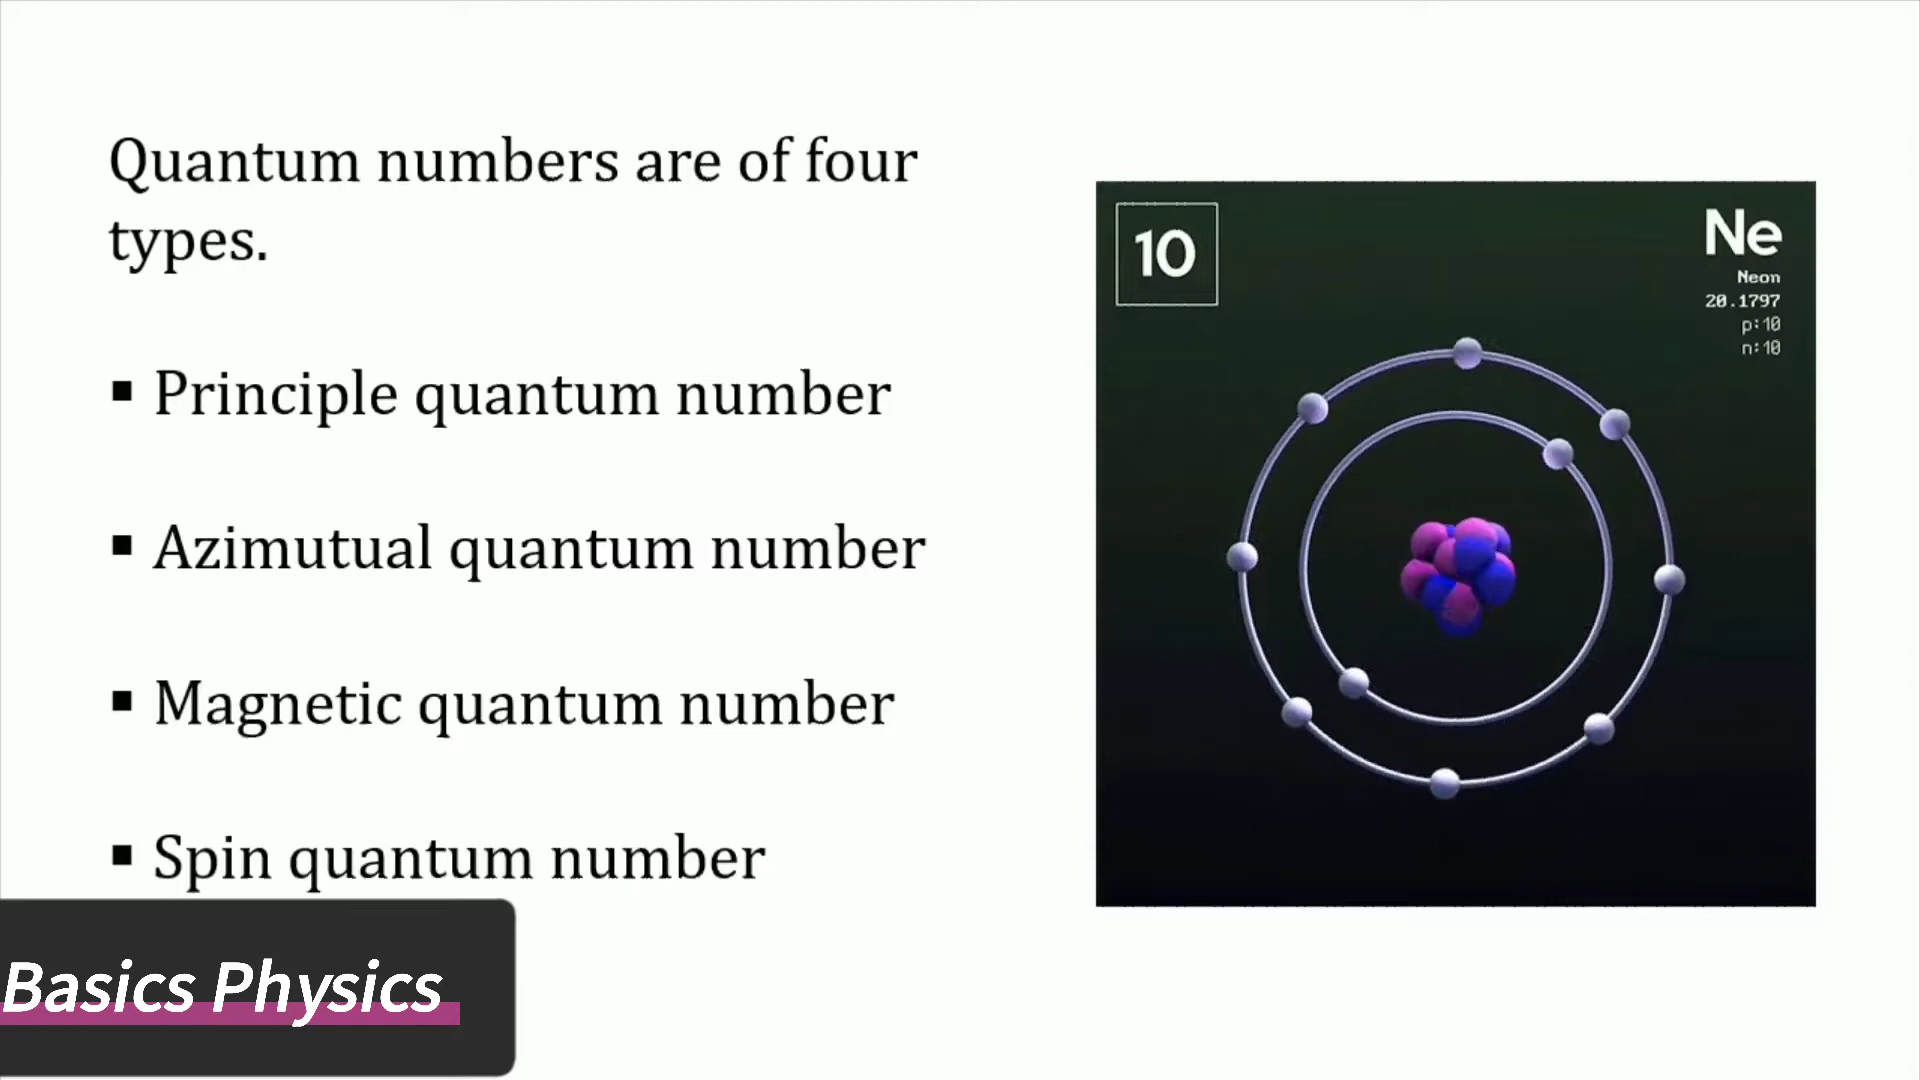 Quantum numbers are of four
types.
▪ Principle quantum number
▪ Azimutual quantum number
▪ Magnetic quantum number
▪ Spin quantum number
10
Ne
Neon
20.1797
p:10
n:10
Basics Physics